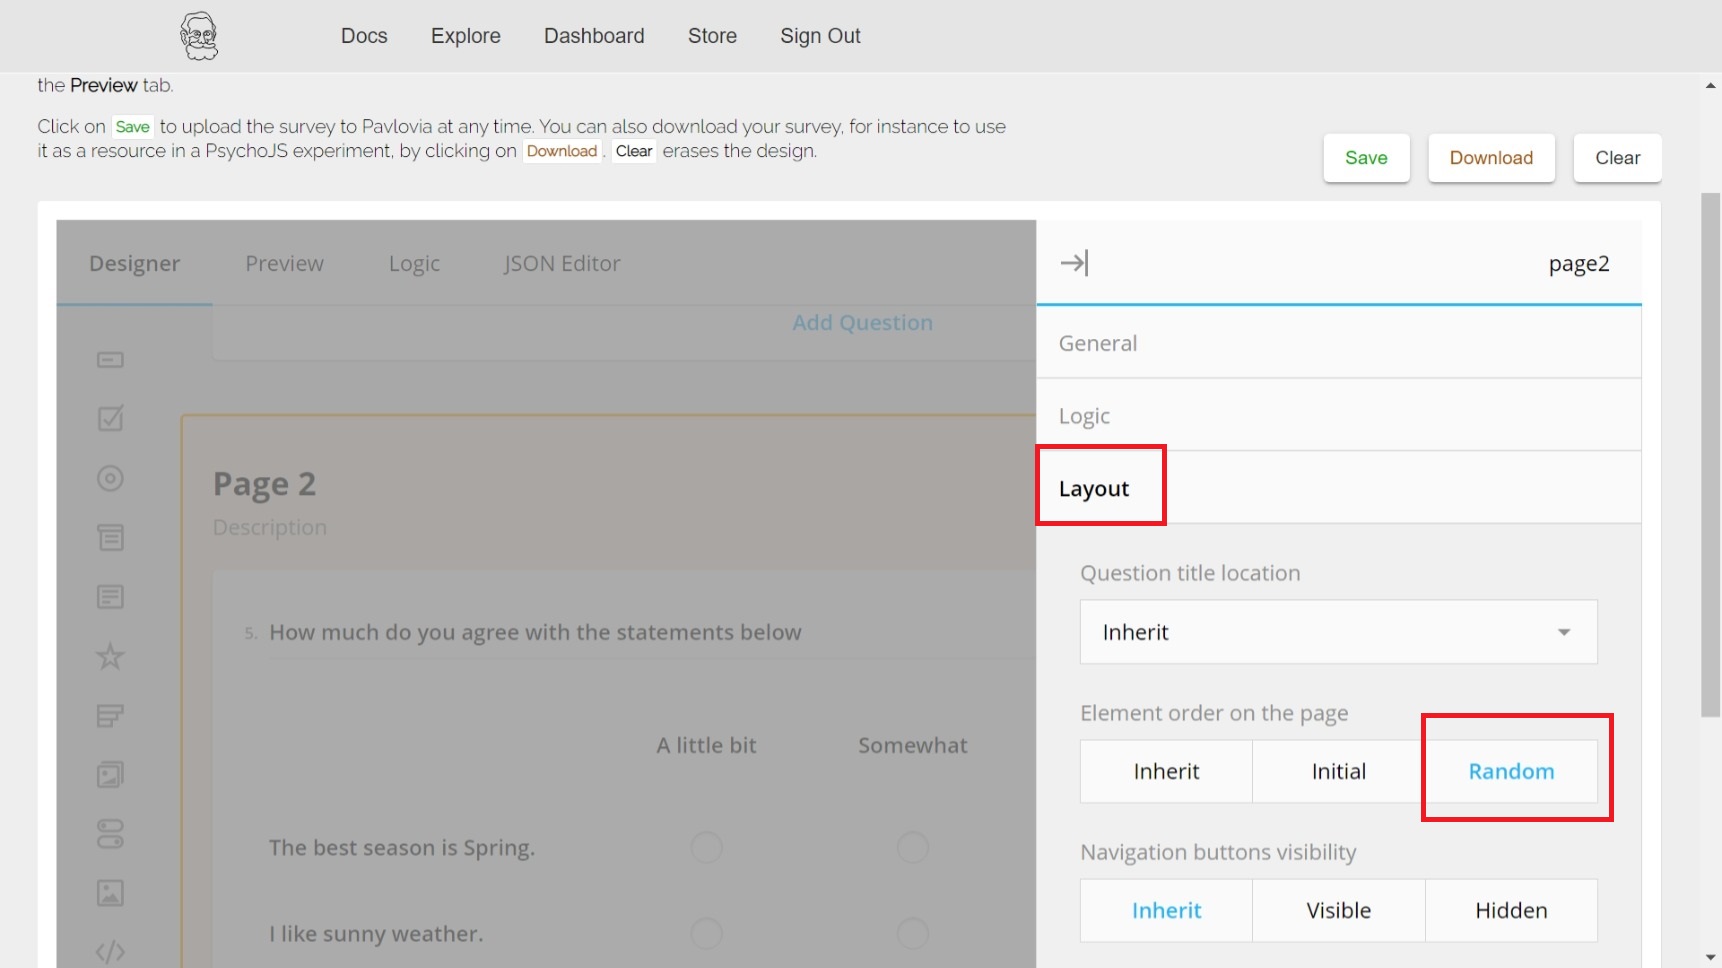 Docs Explore Dashboard Store Sign Out
the Preview tab.
Click on Save to upload the survey to Pavlovia at any time. You can also download your survey, for instance to use
it as a resource in a PsychoJS experiment, by clicking on Download . Clear erases the design.
Save Download Clear
Designer Preview Logic JSON Editor
page2
Add Question
General
Logic
Layout
Page 2
Description
Question title location
Inherit
5. How much do you agree with the statements below
Element order on the page
Inherit Initial Random
A little bit Somewhat
Navigation buttons visibility
Inherit Visible Hidden
The best season is Spring.
I like sunny weather.